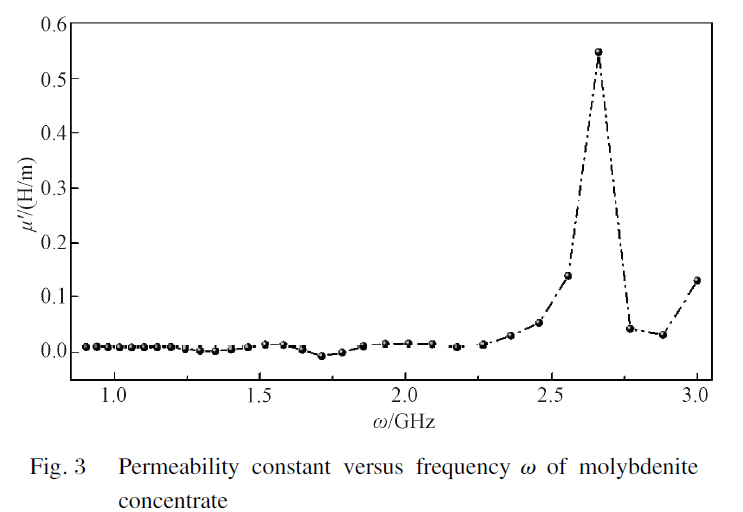 0.6
0.5
0.4
0.3
0.2
0.1
0.0
μ′/(H/m)
1.0 1.5 2.0 2.5 3.0
ω/GHz
Fig. 3 Permeability constant versus frequency ω of molybdenite
concentrate